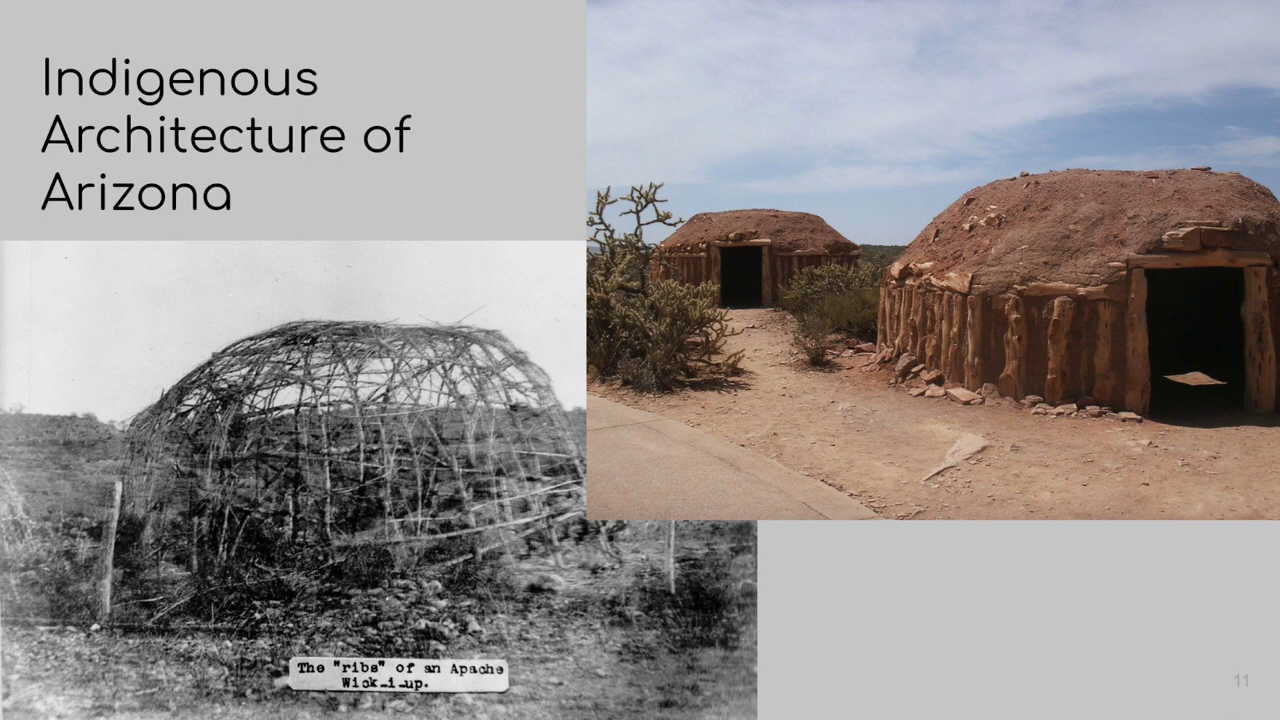 Indigenous
Architecture of
Arizona
The "ribs" of an Apache
Wick-i-up.
11